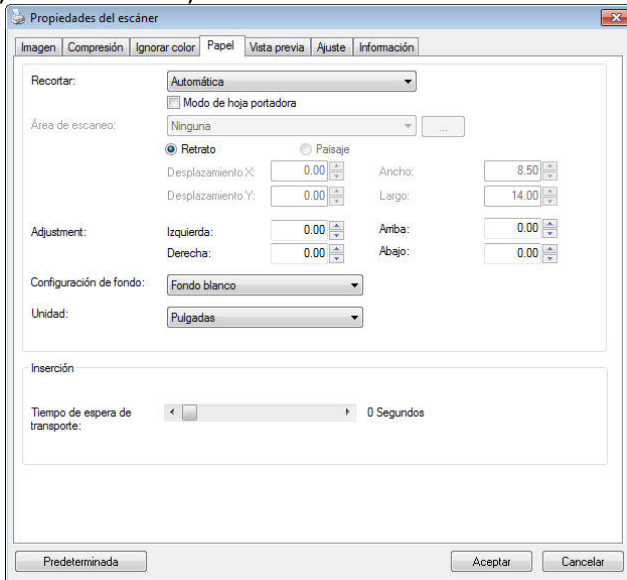 Propiedades del escáner
Imagen Compresión Ignorar color Papel Vista previa Ajuste Información
Recortar: Automática
Modo de hoja portadora
Área de escaneo: Ninguna ...
Retrato Paisaje
Desplazamiento X: 0.00 Ancho: 8.50
Desplazamiento Y: 0.00 Largo: 14.00
Adjustment: Izquierda: 0.00 Arriba: 0.00
Derecha: 0.00 Abajo: 0.00
Configuración de fondo: Fondo blanco
Unidad: Pulgadas
Inserción
Tiempo de espera de 0 Segundos
transporte:
Predeterminada Aceptar Cancelar